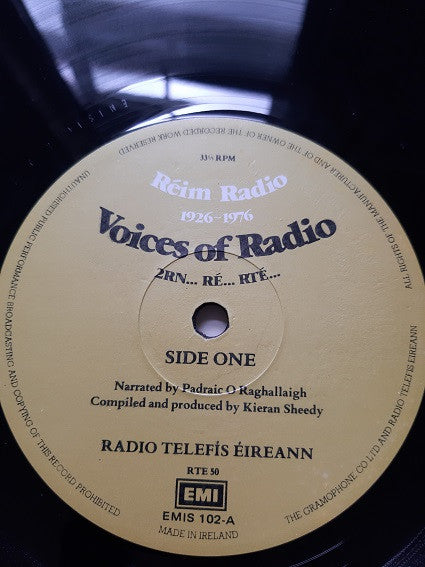 33⅓ RPM
Réim Radio
1926-1976
Voices of Radio
2RN... RÉ... RTÉ...
SIDE ONE
Narrated by Padraic O Raghallaigh
Compiled and produced by Kieran Sheedy
RADIO TELEFÍS ÉIREANN
RTE 50
EMI
EMIS 102-A
MADE IN IRELAND
ALL RIGHTS OF THE MANUFACTURER AND OF THE OWNER OF THE RECORDED WORK RESERVED
UNAUTHORISED PUBLIC PERFORMANCE BROADCASTING AND COPYING OF THIS RECORD PROHIBITED
THE GRAMOPHONE CO LTD AND RADIO TELEFIS EIREANN